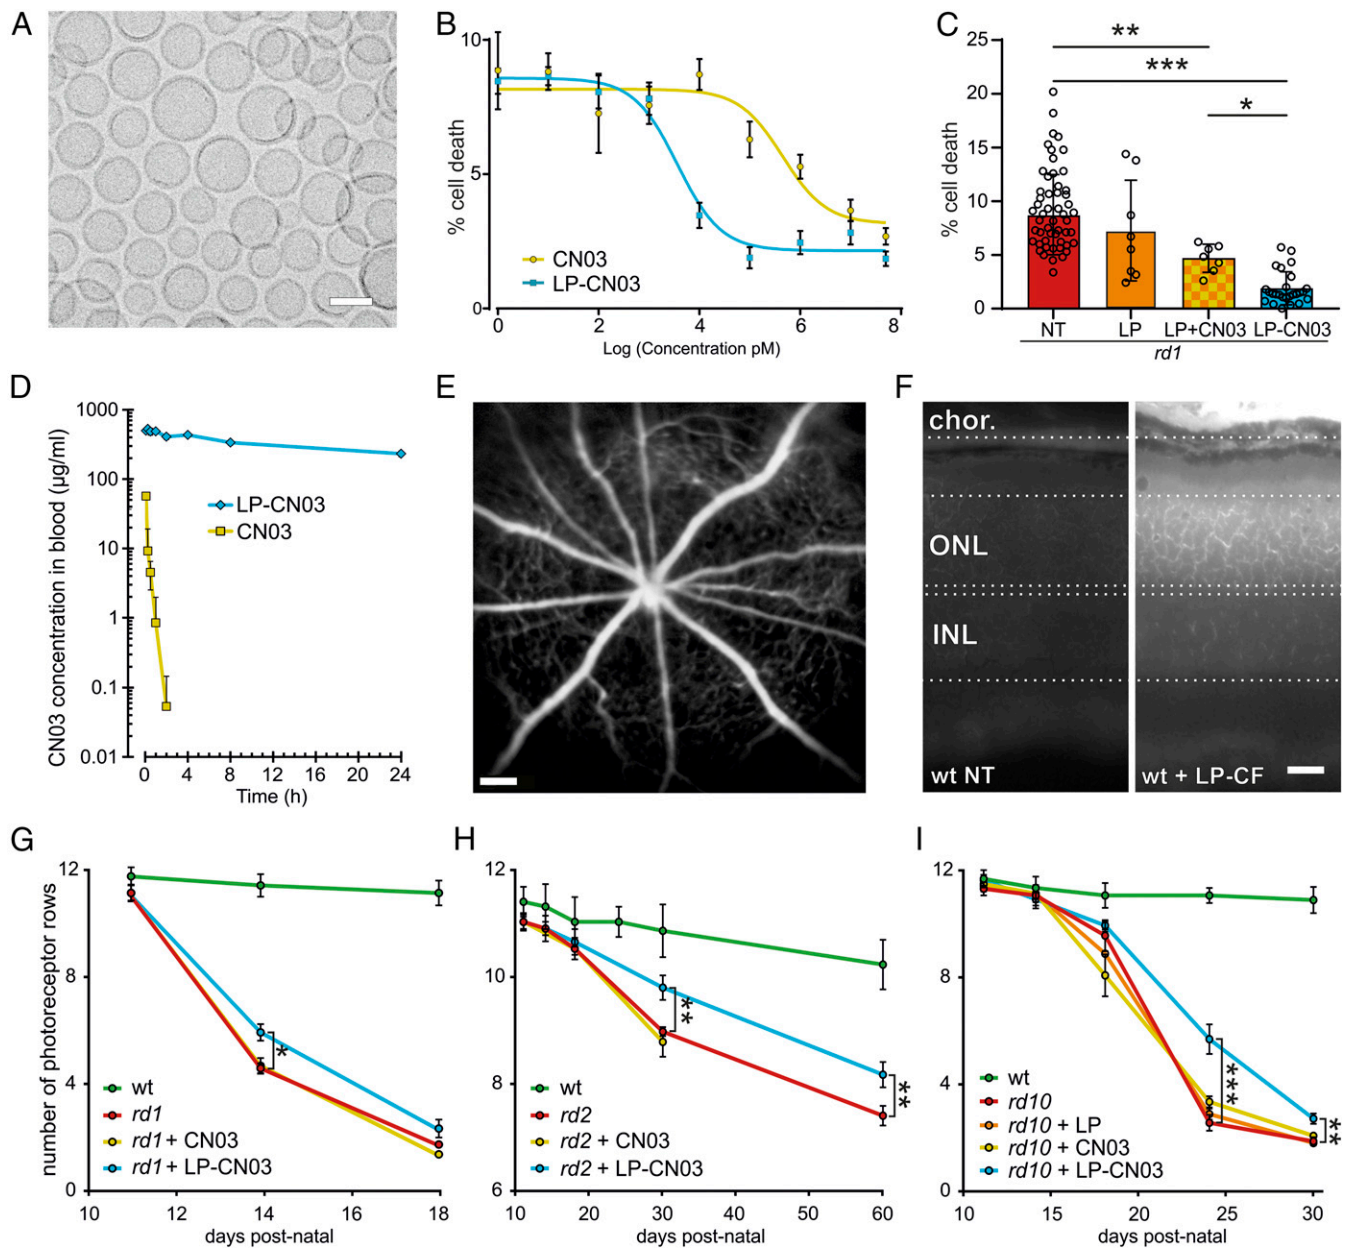 A
B
10
5
0
% cell death
CN03
LP-CN03
0
2
4
6
8
Log (Concentration pM)
C
25
20
15
10
5
0
% cell death
**
***
*
NT
LP
LP+CN03
LP-CN03
rd1
D
1000
100
10
1
0.1
0.01
CN03 concentration in blood (µg/ml)
LP-CN03
CN03
0
4
8
12
16
20
24
Time (h)
E
F
chor.
ONL
INL
wt NT
wt + LP-CF
G
12
8
4
0
number of photoreceptor rows
*
wt
rd1
rd1 + CN03
rd1 + LP-CN03
10
12
14
16
18
days post-natal
H
12
10
8
6
**
**
wt
rd2
rd2 + CN03
rd2 + LP-CN03
10
20
30
40
50
60
days post-natal
I
12
8
4
0
***
**
wt
rd10
rd10 + LP
rd10 + CN03
rd10 + LP-CN03
10
15
20
25
30
days post-natal